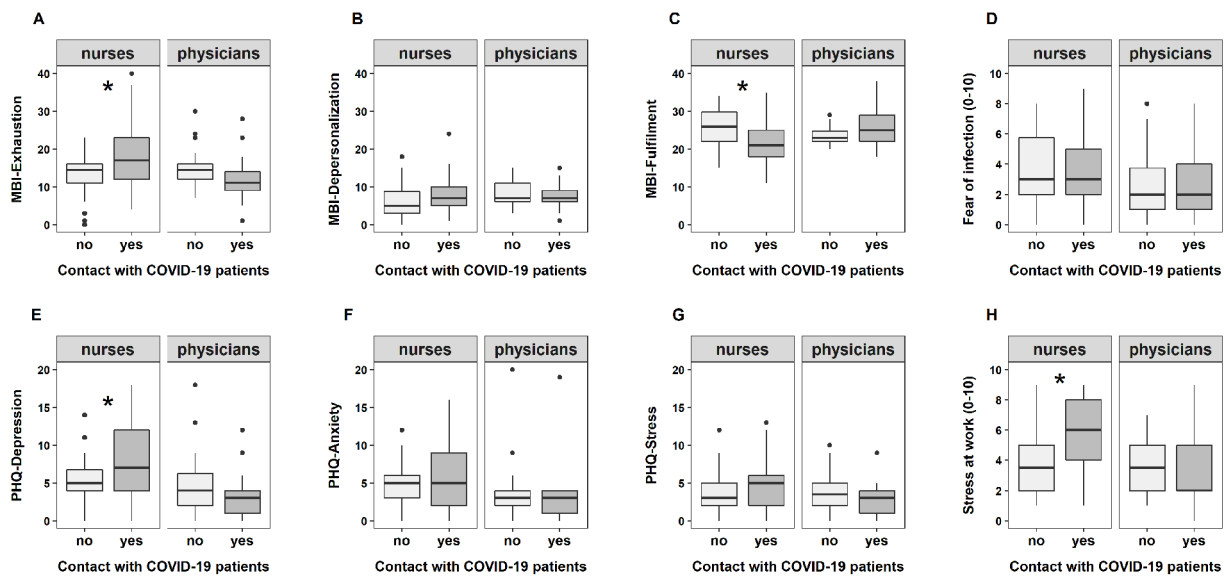 A
nurses physicians
MBI-Exhaustion
40
30
20
10
0
*
no yes no yes
Contact with COVID-19 patients
B
nurses physicians
MBI-Depersonalization
40
30
20
10
0
no yes no yes
Contact with COVID-19 patients
C
nurses physicians
MBI-Fulfilment
40
30
20
10
0
*
no yes no yes
Contact with COVID-19 patients
D
nurses physicians
Fear of infection (0-10)
10
8
6
4
2
0
no yes no yes
Contact with COVID-19 patients
E
nurses physicians
PHQ-Depression
20
15
10
5
0
*
no yes no yes
Contact with COVID-19 patients
F
nurses physicians
PHQ-Anxiety
20
15
10
5
0
no yes no yes
Contact with COVID-19 patients
G
nurses physicians
PHQ-Stress
20
15
10
5
0
no yes no yes
Contact with COVID-19 patients
H
nurses physicians
Stress at work (0-10)
10
8
6
4
2
0
*
no yes no yes
Contact with COVID-19 patients